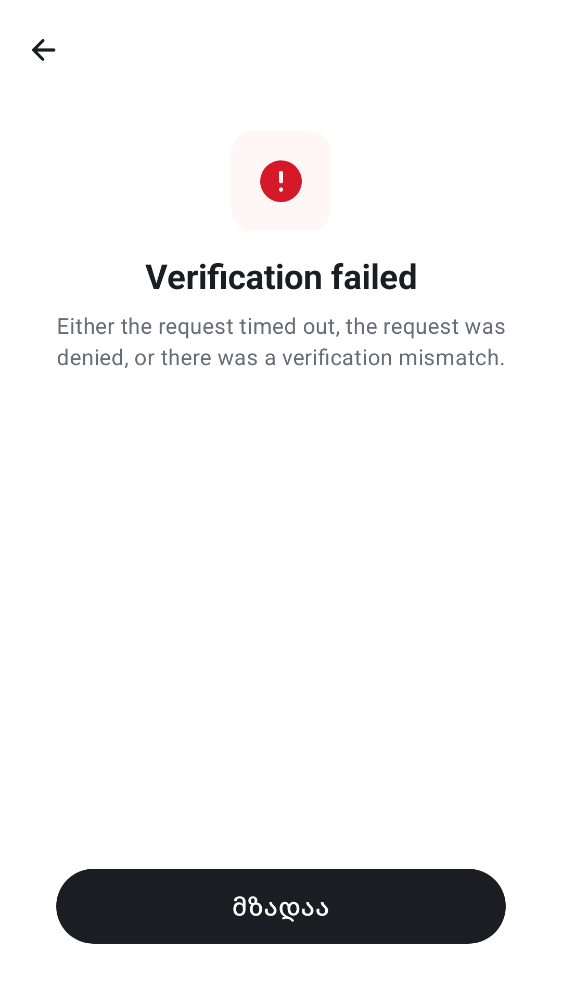 Verification failed
Either the request timed out, the request was
denied, or there was a verification mismatch.
მზადაა